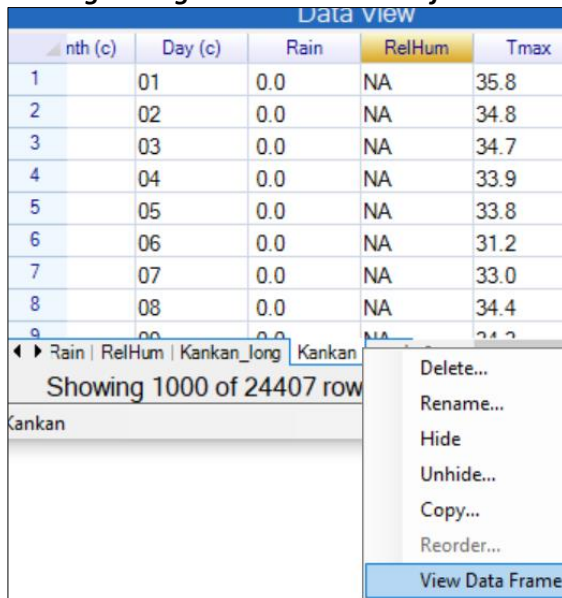 Data View
nth (c) Day (c) Rain RelHum Tmax
1 01 0.0 NA 35.8
2 02 0.0 NA 34.8
3 03 0.0 NA 34.7
4 04 0.0 NA 33.9
5 05 0.0 NA 33.8
6 06 0.0 NA 31.2
7 07 0.0 NA 33.0
8 08 0.0 NA 34.4
9
Rain | RelHum | Kankan_long Kankan
Showing 1000 of 24407 row
Kankan
Delete...
Rename...
Hide
Unhide...
Copy...
Reorder...
View Data Frame